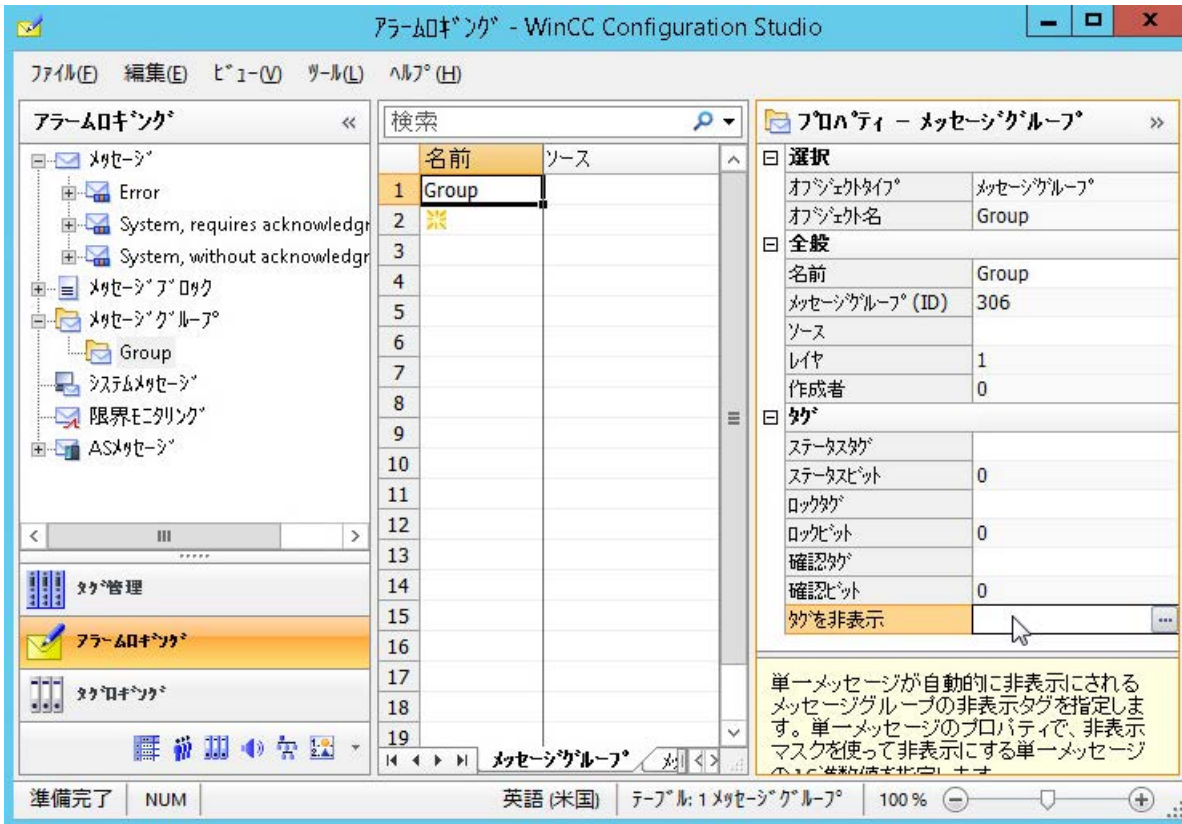 アラームロギング - WinCC Configuration Studio
ファイル(F) 編集(E) ビュー(V) ツール(L) ヘルプ(H)
アラームロギング «
メッセージ
Error
System, requires acknowledgr
System, without acknowledgr
メッセージブロック
メッセージグループ
Group
システムメッセージ
限界モニタリング
ASメッセージ
タグ管理
アラームロギング
タグロギング
検索
名前 ソース
1 Group
2
3
4
5
6
7
8
9
10
11
12
13
14
15
16
17
18
19
メッセージグループ
プロパティ - メッセージグループ »
選択
オブジェクトタイプ メッセージグループ
オブジェクト名 Group
全般
名前 Group
メッセージグループ(ID) 306
ソース
レイヤ 1
作成者 0
タグ
ステータスタグ
ステータスビット 0
ロックタグ
ロックビット 0
確認タグ
確認ビット 0
タグを非表示 ...
単一メッセージが自動的に非表示にされる
メッセージグループの非表示タグを指定しま
す。単一メッセージのプロパティで、非表示
マスクを使って非表示にする単一メッセージ
準備完了 NUM 英語(米国) テーブル: 1 メッセージグループ 100 %